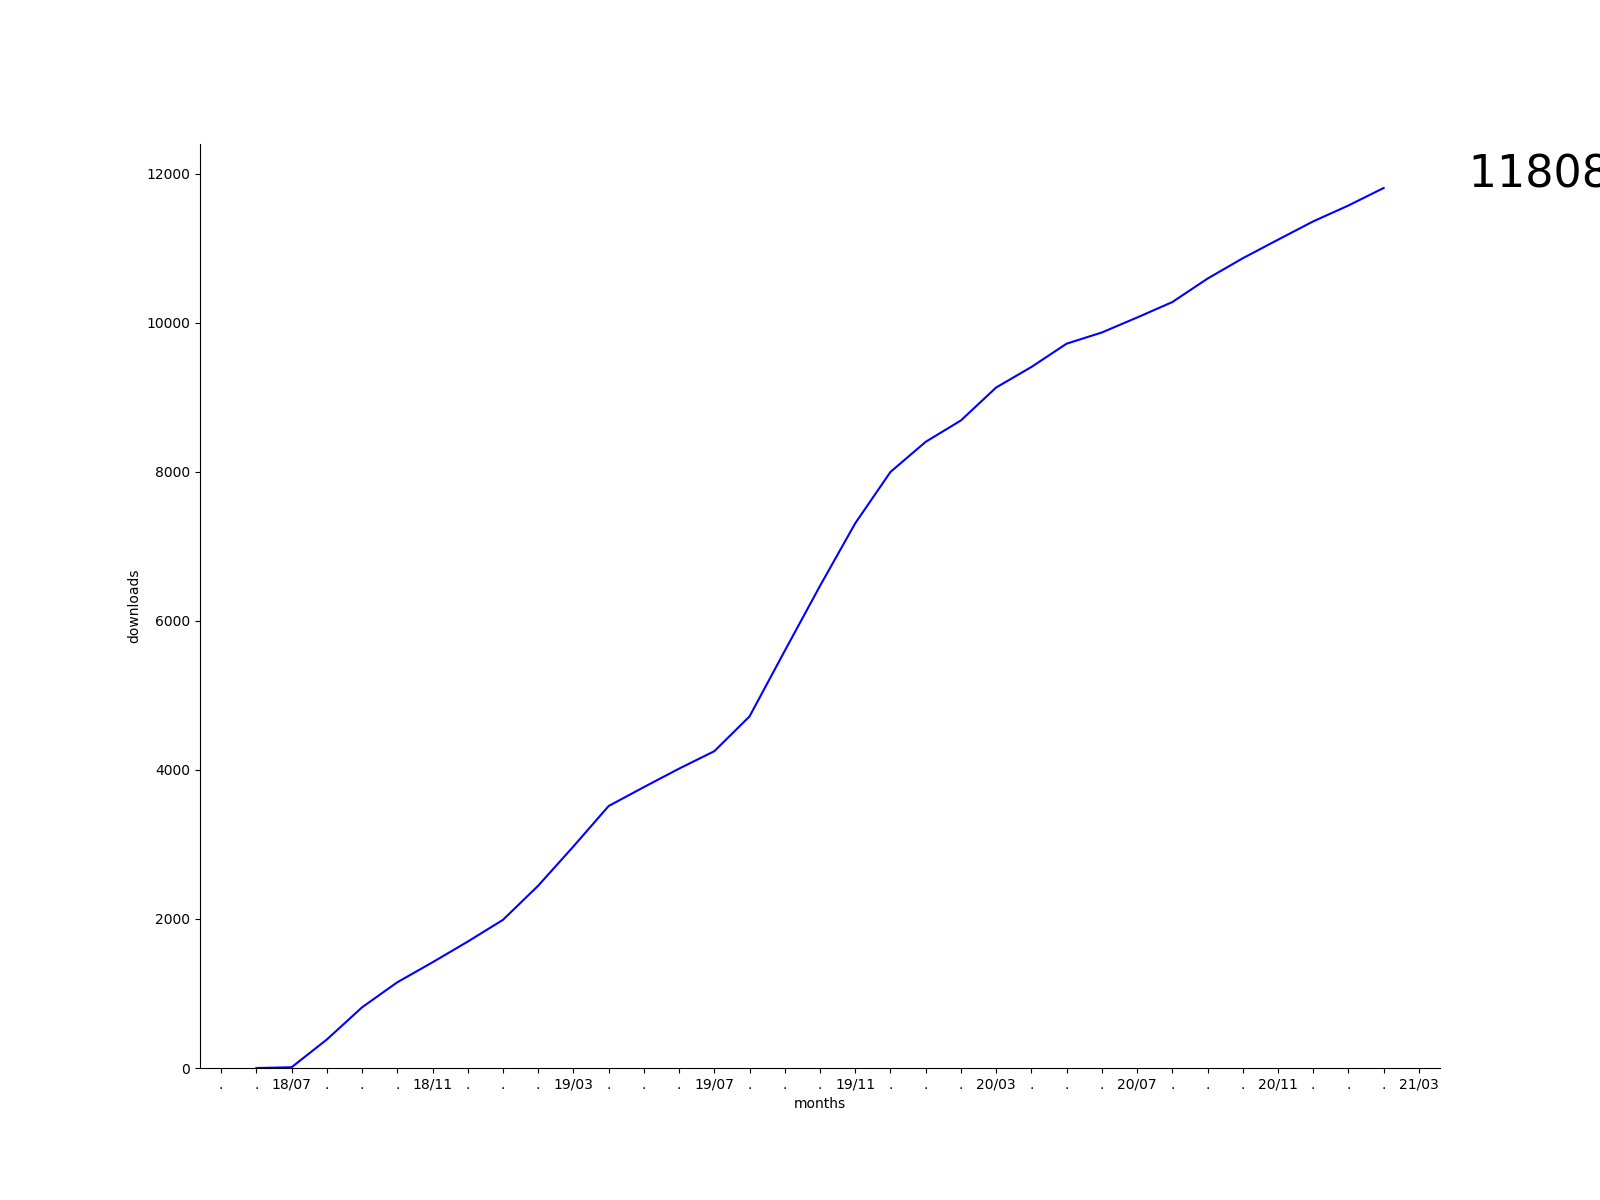 11808
12000
10000
8000
6000
4000
2000
0
downloads
. . 18/07 . . . 18/11 . . . 19/03 . . . 19/07 . . . 19/11 . . . 20/03 . . . 20/07 . . . 20/11 . . . 21/03
months